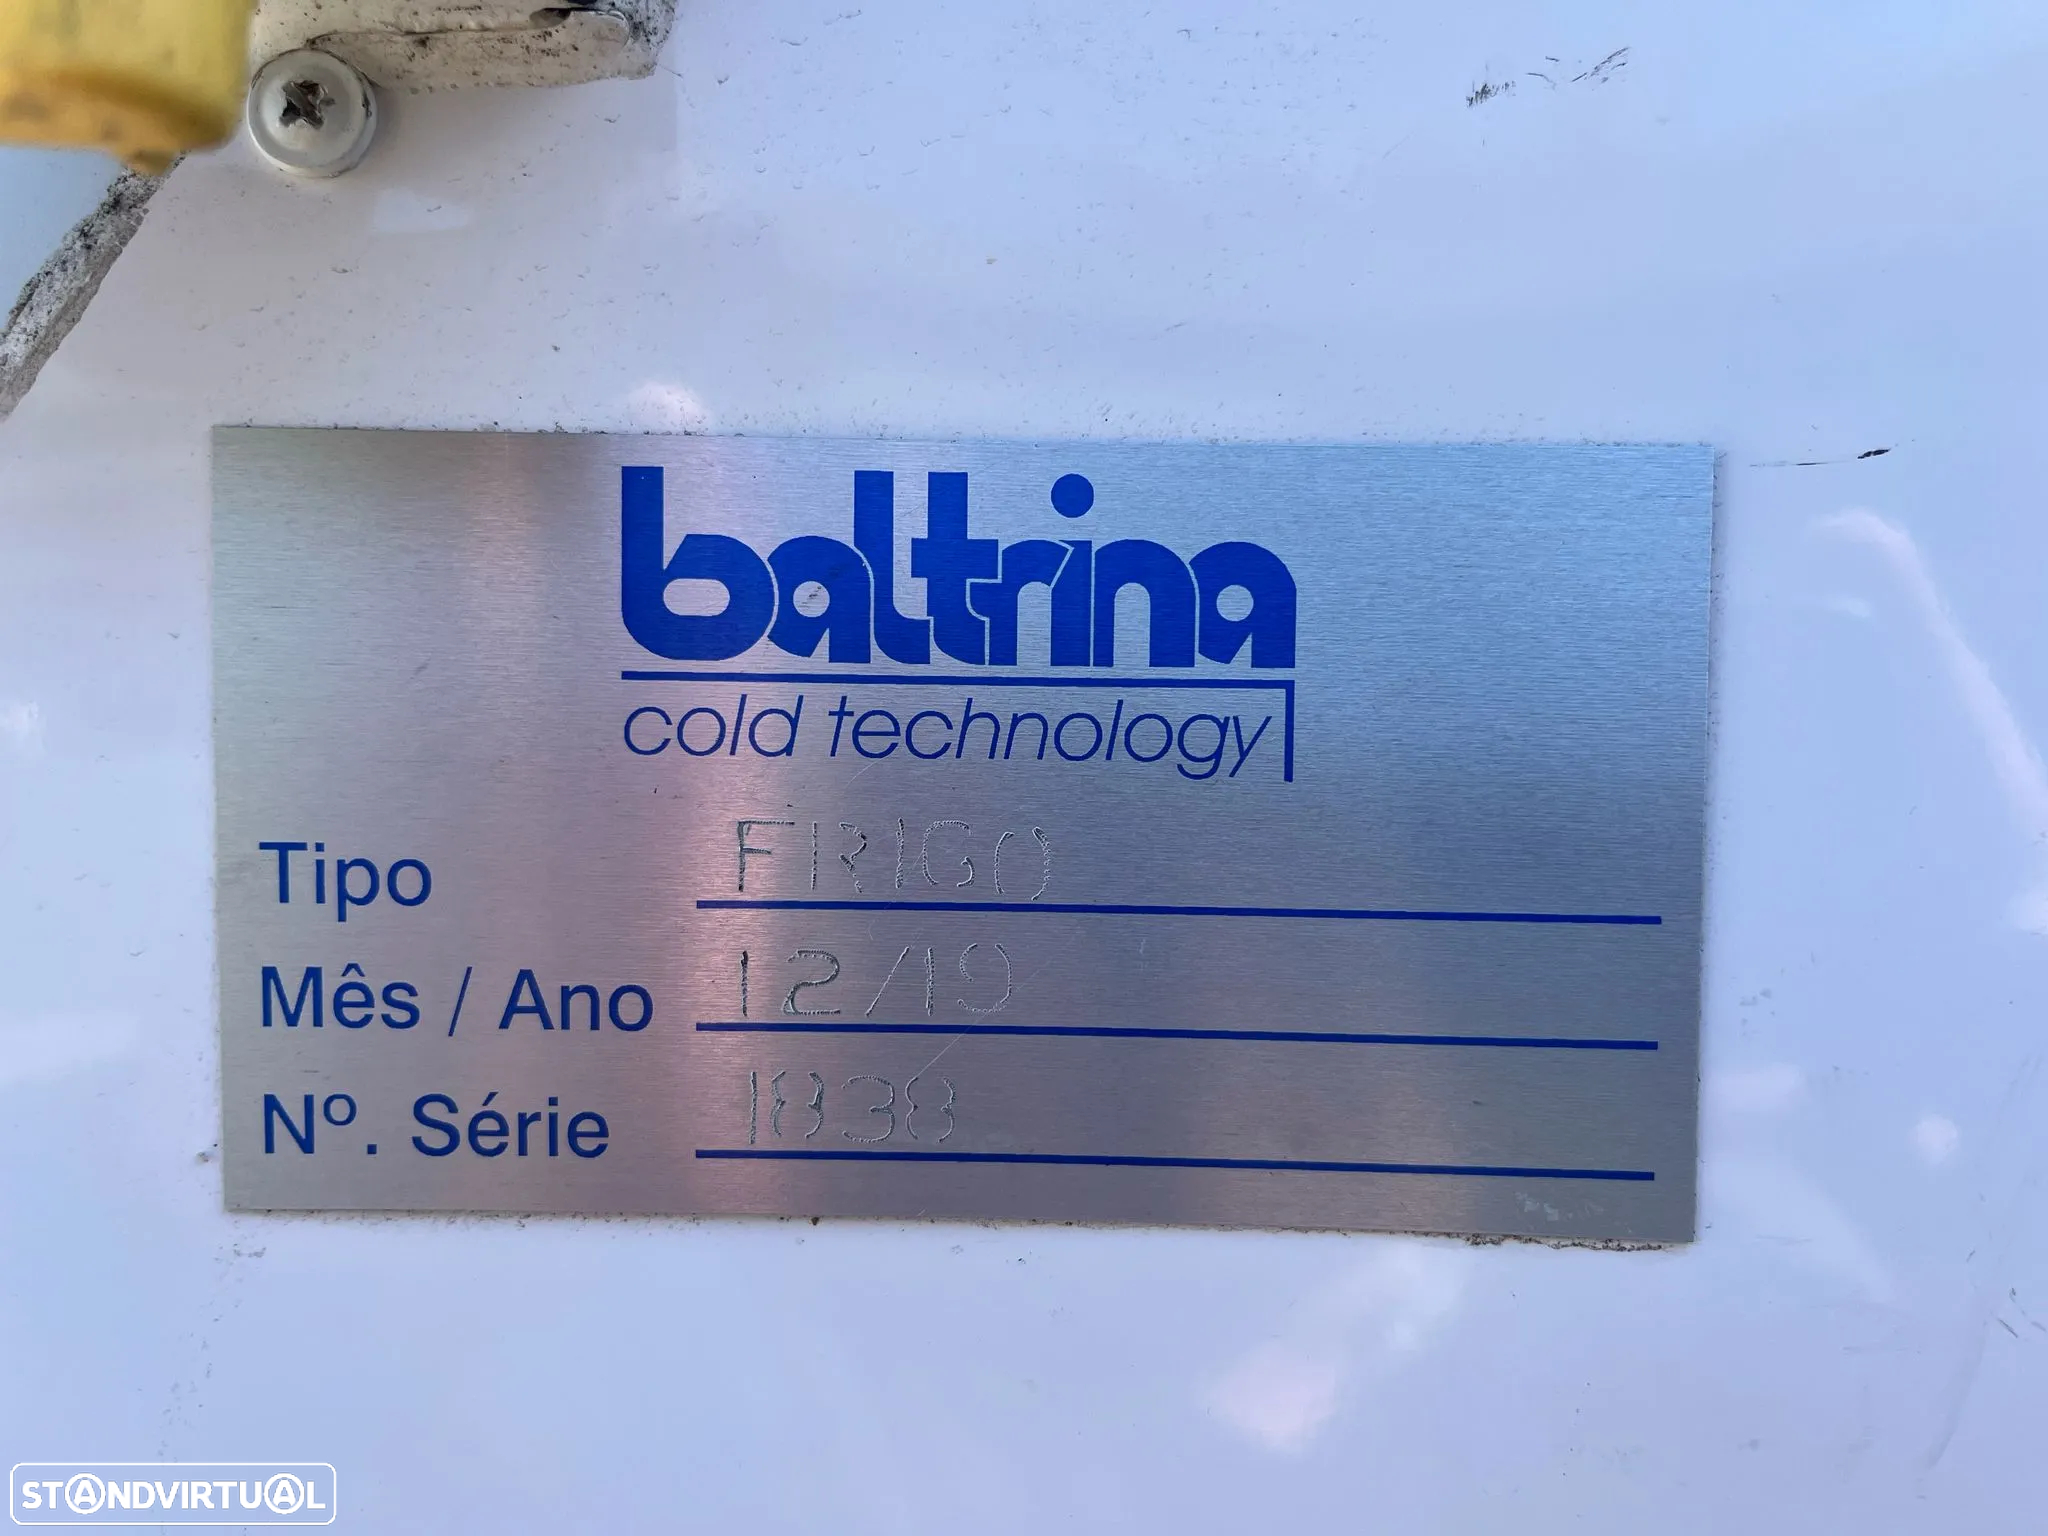 baltrina
cold technology
Tipo FRIGO
Mês / Ano 12/19
Nº. Série 1838
STANDVIRTUAL